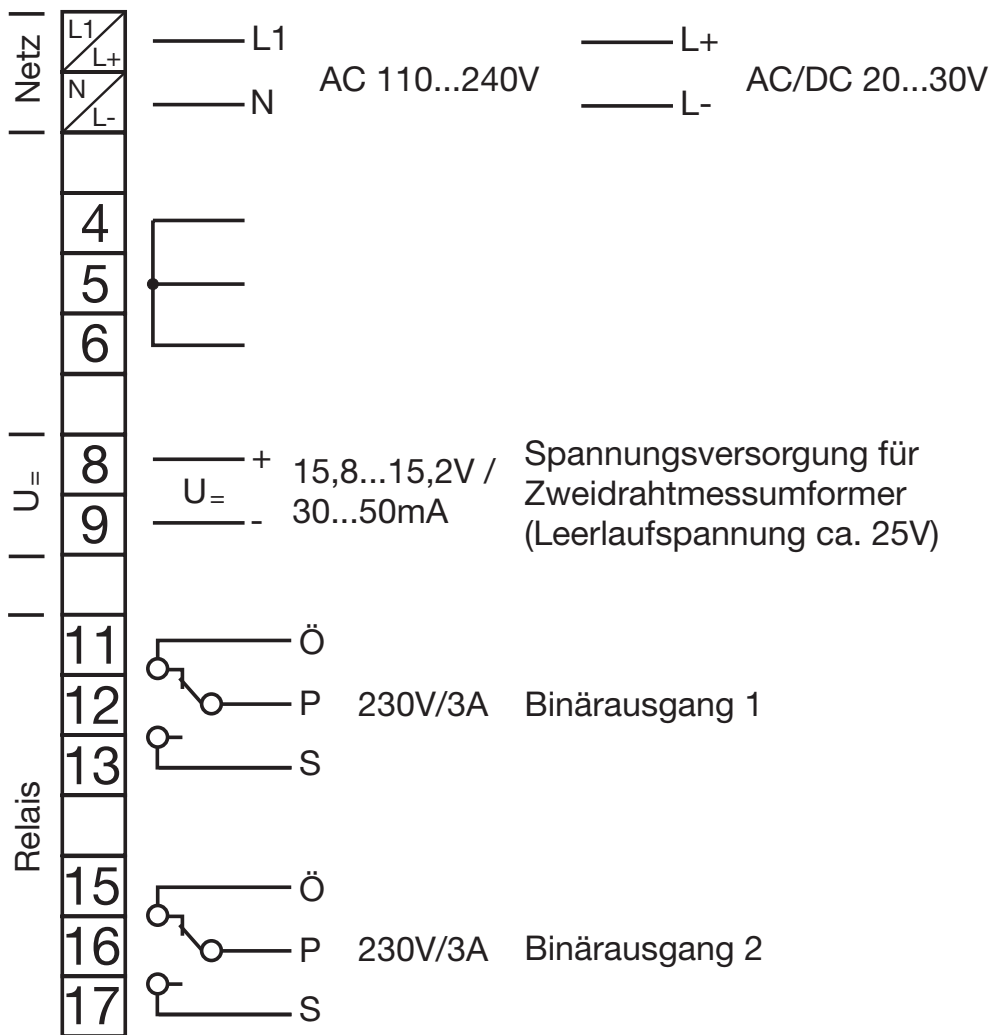 Netz
L1
L+
N
L-
L1
N
AC 110...240V
L+
L-
AC/DC 20...30V
4
5
6
U=
8
9
U=
+
-
15,8...15,2V /
30...50mA
Spannungsversorgung für
Zweidrahtmessumformer
(Leerlaufspannung ca. 25V)
Relais
11
12
13
Ö
P
S
230V/3A
Binärausgang 1
15
16
17
Ö
P
S
230V/3A
Binärausgang 2